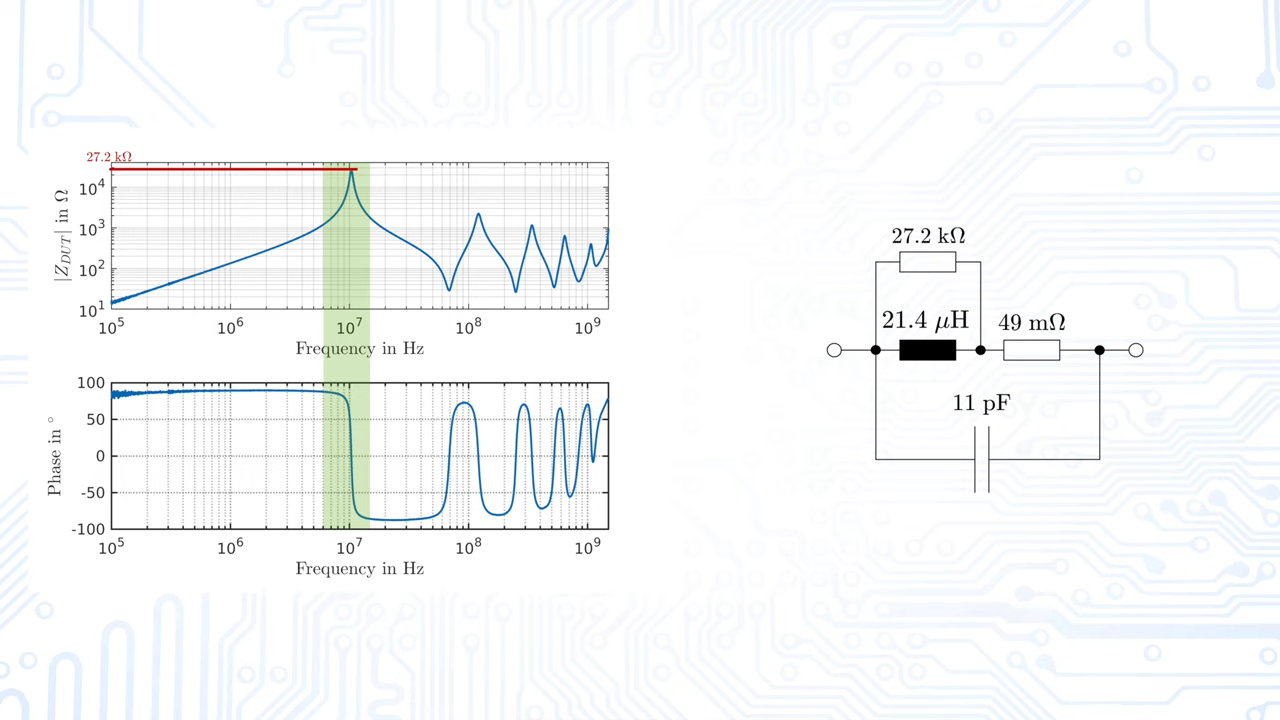 27.2 kΩ
|Z_DUT| in Ω
10⁴
10³
10²
10¹
10⁵ 10⁶ 10⁷ 10⁸ 10⁹
Frequency in Hz
Phase in °
100
50
0
-50
-100
10⁵ 10⁶ 10⁷ 10⁸ 10⁹
Frequency in Hz
27.2 kΩ
21.4 μH 49 mΩ
11 pF